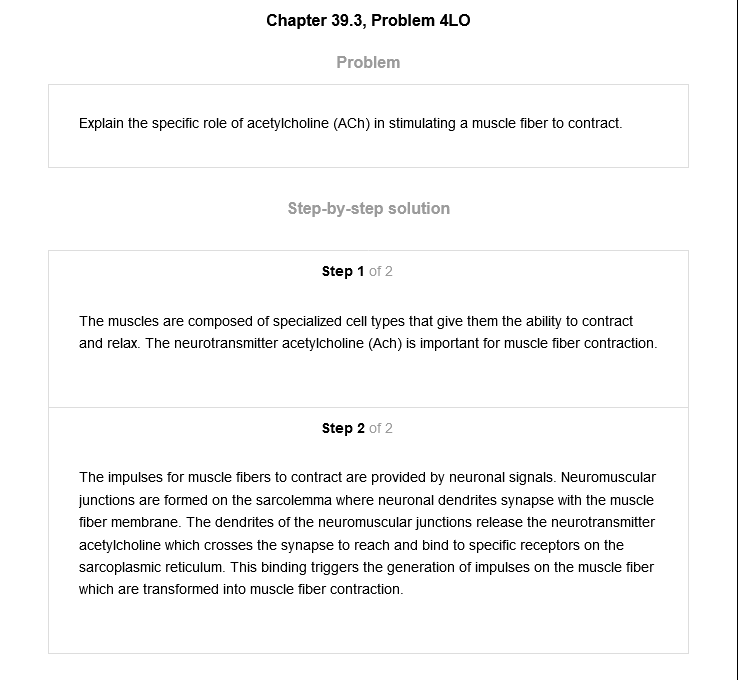 Chapter 39.3, Problem 4LO
Problem
Explain the specific role of acetylcholine (ACh) in stimulating a muscle fiber to contract.
Step-by-step solution
Step 1 of 2
The muscles are composed of specialized cell types that give them the ability to contract
and relax. The neurotransmitter acetylcholine (Ach) is important for muscle fiber contraction.
Step 2 of 2
The impulses for muscle fibers to contract are provided by neuronal signals. Neuromuscular
junctions are formed on the sarcolemma where neuronal dendrites synapse with the muscle
fiber membrane. The dendrites of the neuromuscular junctions release the neurotransmitter
acetylcholine which crosses the synapse to reach and bind to specific receptors on the
sarcoplasmic reticulum. This binding triggers the generation of impulses on the muscle fiber
which are transformed into muscle fiber contraction.